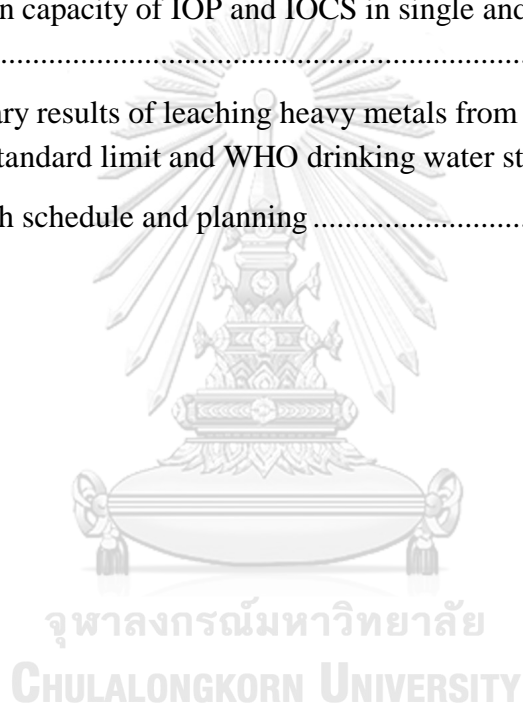 n capacity of IOP and IOCS in single and
................................................................
ary results of leaching heavy metals from
tandard limit and WHO drinking water st
h schedule and planning ..........................
จุฬาลงกรณ์มหาวิทยาลัย
CHULALONGKORN UNIVERSITY